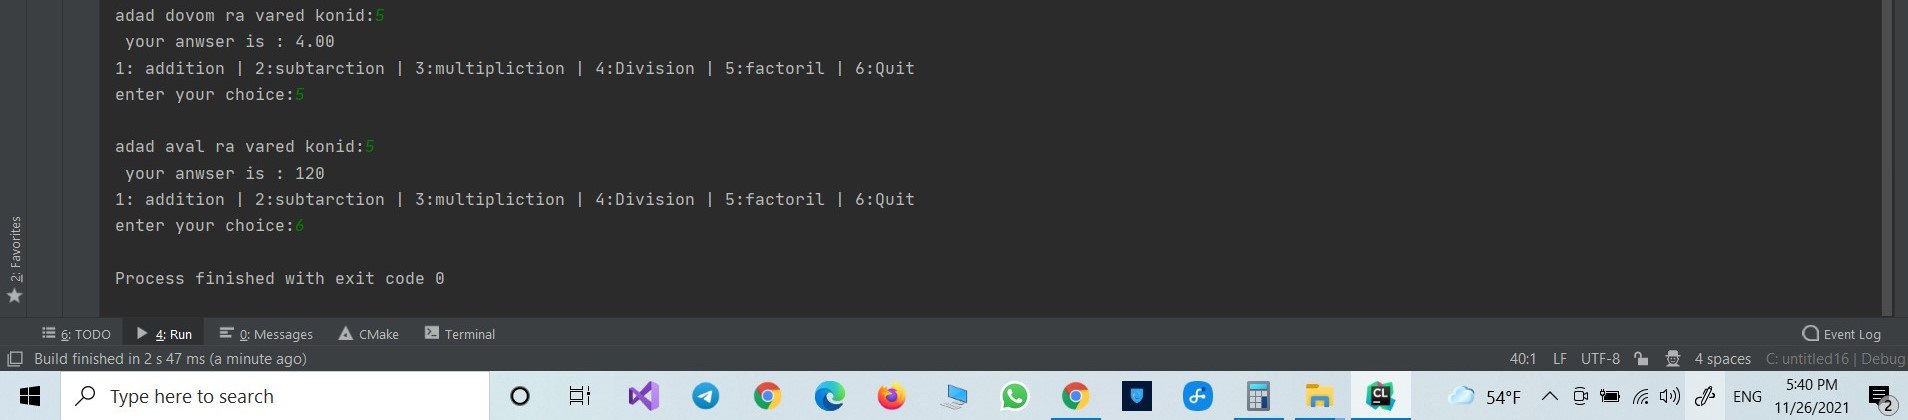 adad dovom ra vared konid:5
your anwser is : 4.00
1: addition | 2:subtarction | 3:multipliction | 4:Division | 5:factoril | 6:Quit
enter your choice:5
adad aval ra vared konid:5
your anwser is : 120
1: addition | 2:subtarction | 3:multipliction | 4:Division | 5:factoril | 6:Quit
enter your choice:6
2: Favorites
Process finished with exit code 0
6: TODO 4: Run 0: Messages CMake Terminal Event Log
Build finished in 2 s 47 ms (a minute ago) 40:1 LF UTF-8 4 spaces C: untitled16 | Debug
Type here to search CL 54°F ENG 5:40 PM
11/26/2021 2